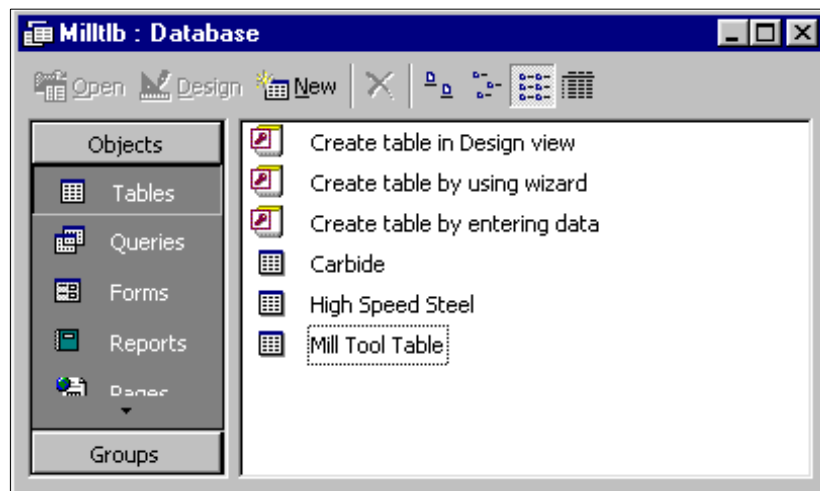 Milltlb : Database
Open Design New
Objects
Tables
Queries
Forms
Reports
Pages
Groups
Create table in Design view
Create table by using wizard
Create table by entering data
Carbide
High Speed Steel
Mill Tool Table